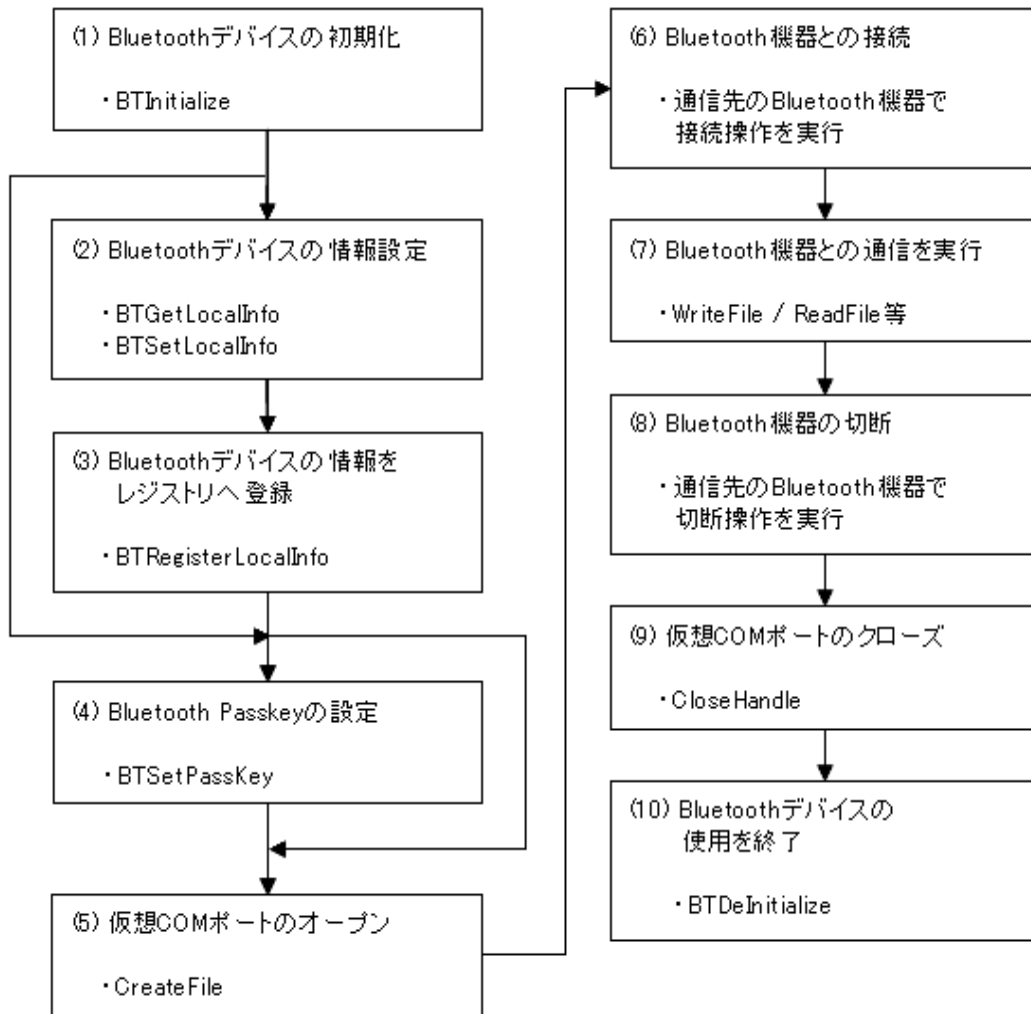 (1) Bluetoothデバイスの初期化
・BTInitialize
(2) Bluetoothデバイスの情報設定
・BTGetLocalInfo
・BTSetLocalInfo
(3) Bluetoothデバイスの情報を
レジストリへ登録
・BTRegisterLocalInfo
(4) Bluetooth Passkeyの設定
・BTSetPassKey
(5) 仮想COMポートのオープン
・CreateFile
(6) Bluetooth機器との接続
・通信先のBluetooth機器で
接続操作を実行
(7) Bluetooth機器との通信を実行
・WriteFile / ReadFile等
(8) Bluetooth機器の切断
・通信先のBluetooth機器で
切断操作を実行
(9) 仮想COMポートのクローズ
・CloseHandle
(10) Bluetoothデバイスの
使用を終了
・BTDeInitialize